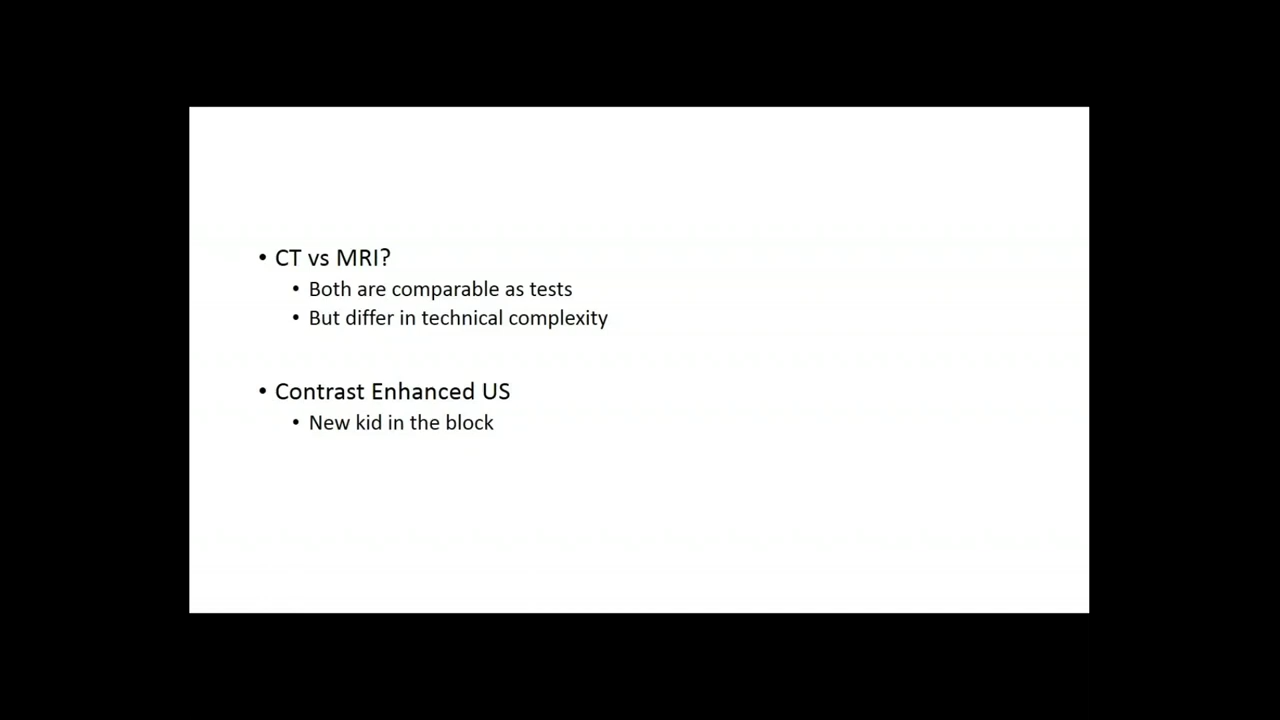 • CT vs MRI?
• Both are comparable as tests
• But differ in technical complexity
• Contrast Enhanced US
• New kid in the block